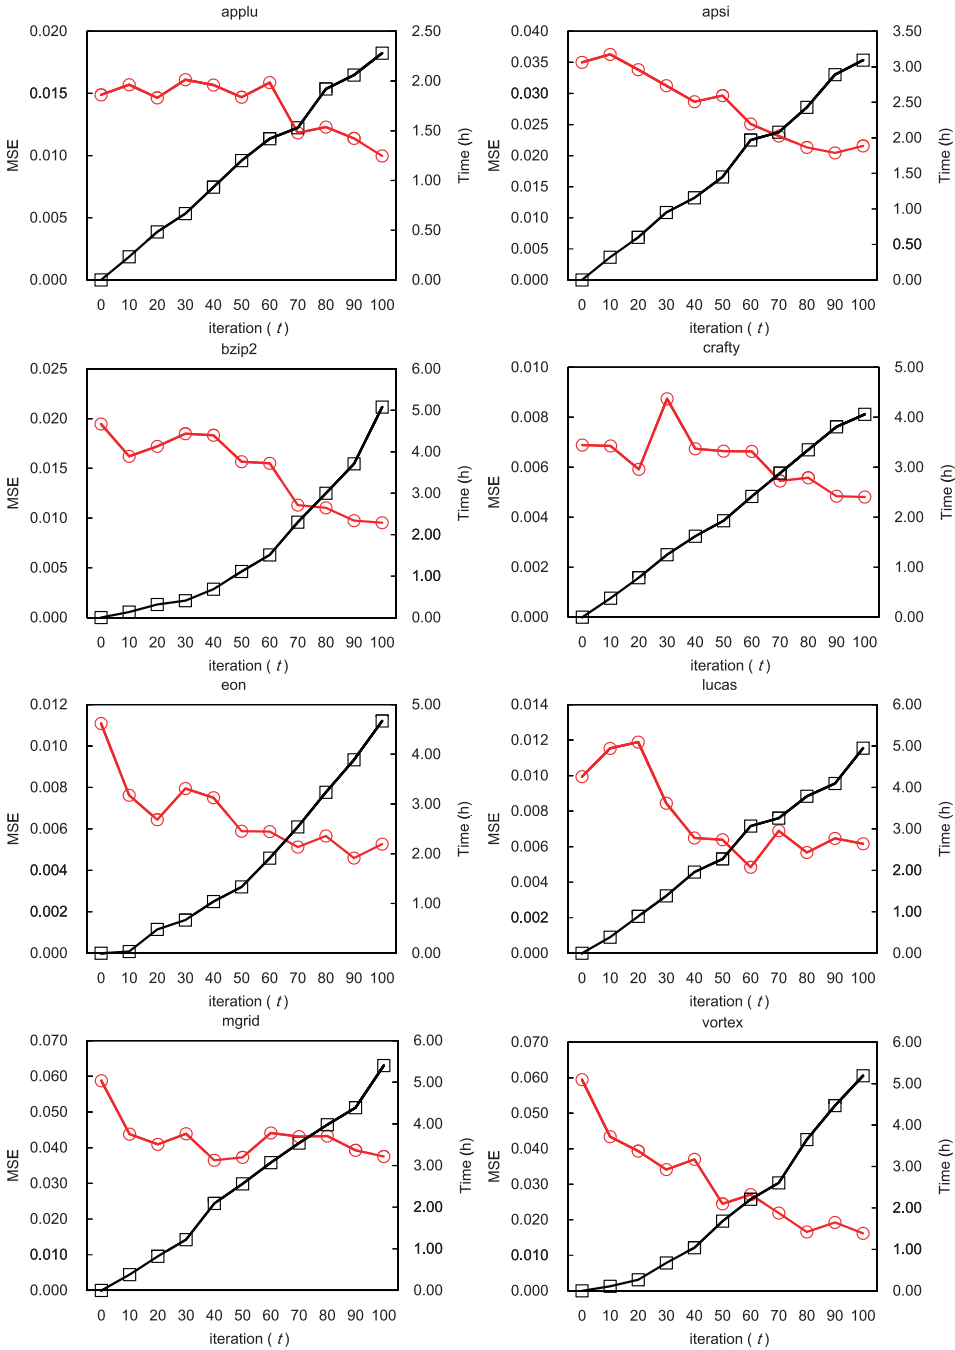 applu
0.020 2.50
0.015 2.00
1.50
0.010
1.00
0.005
0.50
0.000 0.00
MSE
Time (h)
0 10 20 30 40 50 60 70 80 90 100
iteration ( t )
apsi
0.040 3.50
0.035 3.00
0.030 2.50
0.025
2.00
0.020
1.50
0.015
1.00
0.010
0.005 0.50
0.000 0.00
MSE
Time (h)
0 10 20 30 40 50 60 70 80 90 100
iteration ( t )
bzip2
0.025 6.00
0.020 5.00
4.00
0.015
3.00
0.010
2.00
0.005 1.00
0.000 0.00
MSE
Time (h)
0 10 20 30 40 50 60 70 80 90 100
iteration ( t )
crafty
0.010 5.00
0.008 4.00
0.006 3.00
0.004 2.00
0.002 1.00
0.000 0.00
MSE
Time (h)
0 10 20 30 40 50 60 70 80 90 100
iteration ( t )
eon
0.012 5.00
0.010 4.00
0.008
3.00
0.006
2.00
0.004
0.002 1.00
0.000 0.00
MSE
Time (h)
0 10 20 30 40 50 60 70 80 90 100
iteration ( t )
lucas
0.014 6.00
0.012 5.00
0.010
4.00
0.008
3.00
0.006
2.00
0.004
0.002 1.00
0.000 0.00
MSE
Time (h)
0 10 20 30 40 50 60 70 80 90 100
iteration ( t )
mgrid
0.070 6.00
0.060 5.00
0.050
4.00
0.040
3.00
0.030
2.00
0.020
0.010 1.00
0.000 0.00
MSE
Time (h)
0 10 20 30 40 50 60 70 80 90 100
iteration ( t )
vortex
0.070 6.00
0.060 5.00
0.050
4.00
0.040
3.00
0.030
2.00
0.020
0.010 1.00
0.000 0.00
MSE
Time (h)
0 10 20 30 40 50 60 70 80 90 100
iteration ( t )